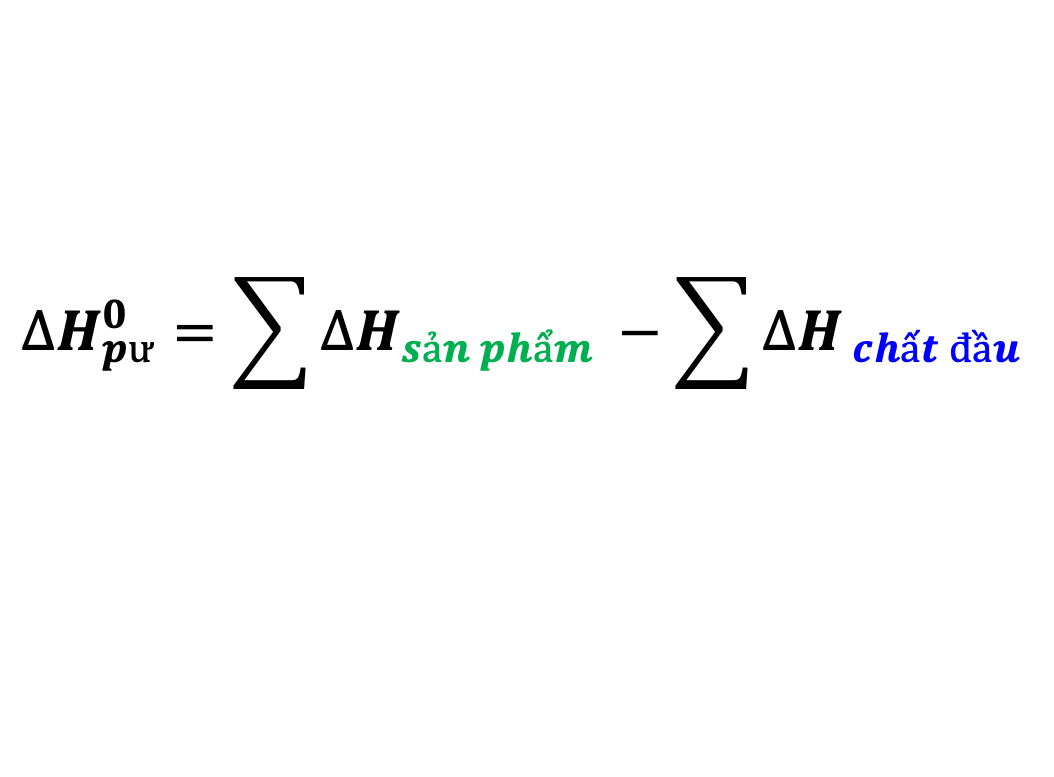 ΔH⁰pư = ∑ ΔH sản phẩm − ∑ ΔH chất đầu